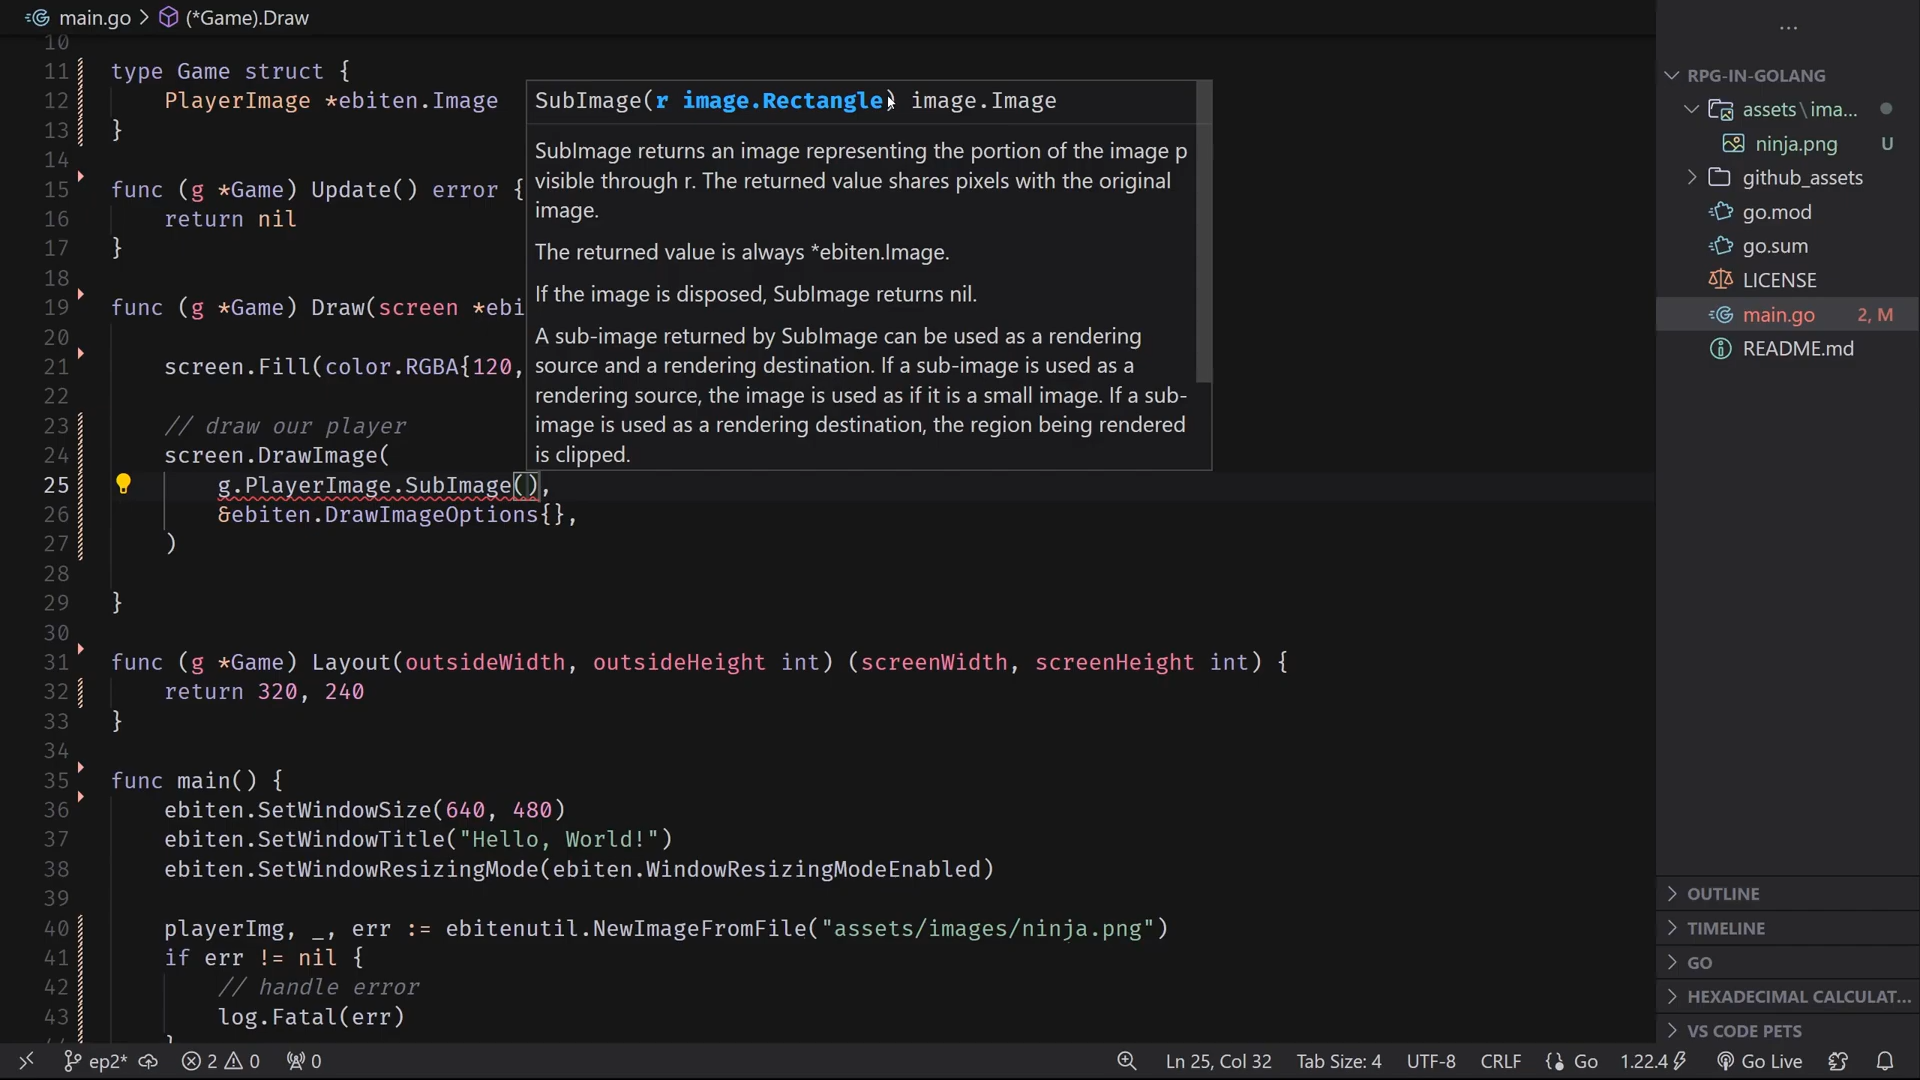 main.go > (*Game).Draw
10
11 type Game struct {
12 PlayerImage *ebiten.Image
13 }
14
15 func (g *Game) Update() error {
16 return nil
17 }
18
19 func (g *Game) Draw(screen *ebi
20
21 screen.Fill(color.RGBA{120,
22
23 // draw our player
24 screen.DrawImage(
25 g.PlayerImage.SubImage(),
26 &ebiten.DrawImageOptions{},
27 )
28
29 }
30
31 func (g *Game) Layout(outsideWidth, outsideHeight int) (screenWidth, screenHeight int) {
32 return 320, 240
33 }
34
35 func main() {
36 ebiten.SetWindowSize(640, 480)
37 ebiten.SetWindowTitle("Hello, World!")
38 ebiten.SetWindowResizingMode(ebiten.WindowResizingModeEnabled)
39
40 playerImg, _, err := ebitenutil.NewImageFromFile("assets/images/ninja.png")
41 if err != nil {
42 // handle error
43 log.Fatal(err)
SubImage(r image.Rectangle) image.Image
SubImage returns an image representing the portion of the image p
visible through r. The returned value shares pixels with the original
image.
The returned value is always *ebiten.Image.
If the image is disposed, SubImage returns nil.
A sub-image returned by SubImage can be used as a rendering
source and a rendering destination. If a sub-image is used as a
rendering source, the image is used as if it is a small image. If a sub-
image is used as a rendering destination, the region being rendered
is clipped.
...
RPG-IN-GOLANG
assets\ima...
ninja.png U
github_assets
go.mod
go.sum
LICENSE
main.go 2, M
README.md
OUTLINE
TIMELINE
GO
HEXADECIMAL CALCULAT...
VS CODE PETS
ep2* 2 0 0 Ln 25, Col 32 Tab Size: 4 UTF-8 CRLF {} Go 1.22.4 Go Live